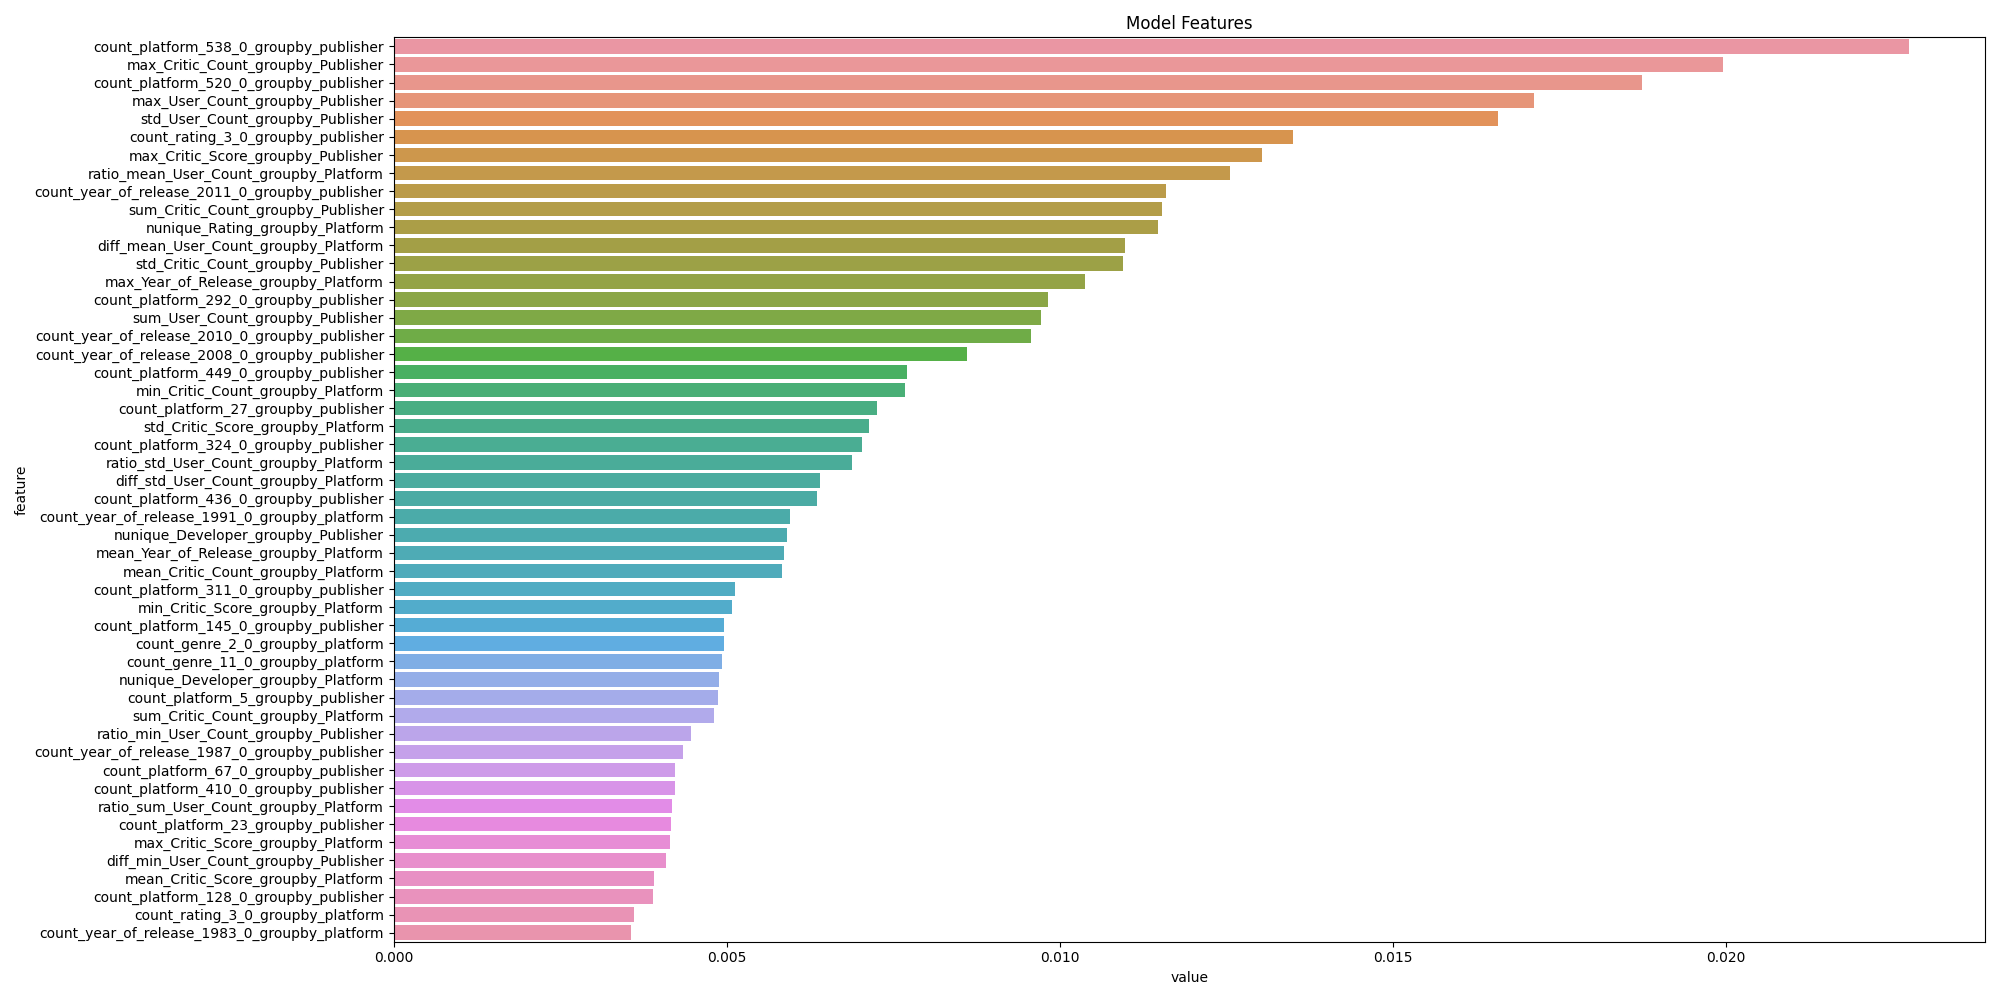 Model Features
count_platform_538_0_groupby_publisher
max_Critic_Count_groupby_Publisher
count_platform_520_0_groupby_publisher
max_User_Count_groupby_Publisher
std_User_Count_groupby_Publisher
count_rating_3_0_groupby_publisher
max_Critic_Score_groupby_Publisher
ratio_mean_User_Count_groupby_Platform
count_year_of_release_2011_0_groupby_publisher
sum_Critic_Count_groupby_Publisher
nunique_Rating_groupby_Platform
diff_mean_User_Count_groupby_Platform
std_Critic_Count_groupby_Publisher
max_Year_of_Release_groupby_Platform
count_platform_292_0_groupby_publisher
sum_User_Count_groupby_Publisher
count_year_of_release_2010_0_groupby_publisher
count_year_of_release_2008_0_groupby_publisher
count_platform_449_0_groupby_publisher
min_Critic_Count_groupby_Platform
count_platform_27_groupby_publisher
std_Critic_Score_groupby_Platform
count_platform_324_0_groupby_publisher
ratio_std_User_Count_groupby_Platform
diff_std_User_Count_groupby_Platform
count_platform_436_0_groupby_publisher
count_year_of_release_1991_0_groupby_platform
nunique_Developer_groupby_Publisher
mean_Year_of_Release_groupby_Platform
mean_Critic_Count_groupby_Platform
count_platform_311_0_groupby_publisher
min_Critic_Score_groupby_Platform
count_platform_145_0_groupby_publisher
count_genre_2_0_groupby_platform
count_genre_11_0_groupby_platform
nunique_Developer_groupby_Platform
count_platform_5_groupby_publisher
sum_Critic_Count_groupby_Platform
ratio_min_User_Count_groupby_Publisher
count_year_of_release_1987_0_groupby_publisher
count_platform_67_0_groupby_publisher
count_platform_410_0_groupby_publisher
ratio_sum_User_Count_groupby_Platform
count_platform_23_groupby_publisher
max_Critic_Score_groupby_Platform
diff_min_User_Count_groupby_Publisher
mean_Critic_Score_groupby_Platform
count_platform_128_0_groupby_publisher
count_rating_3_0_groupby_platform
count_year_of_release_1983_0_groupby_platform
feature
0.000 0.005 0.010 0.015 0.020
value